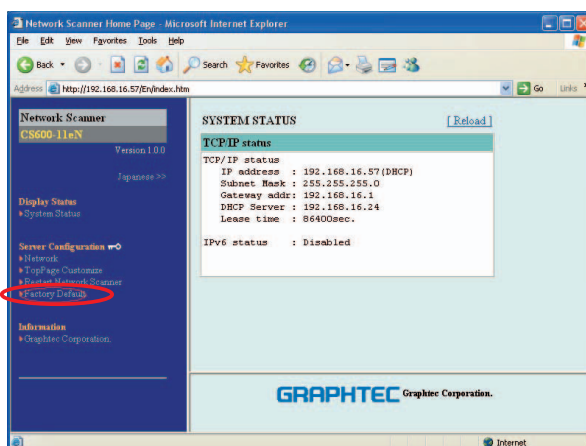 Network Scanner Home Page - Microsoft Internet Explorer
File Edit View Favorites Tools Help
Back Search Favorites
Address http://192.168.16.57/En/index.htm Go Links
Network Scanner
CS600-11eN
Version 1.0.0
Japanese >>
Display Status
System Status
Server Configuration
Network
TopPage Customize
Restart Network Scanner
Factory Default
Information
Graphtec Corporation.
SYSTEM STATUS [ Reload ]
TCP/IP status
TCP/IP status
IP address : 192.168.16.57(DHCP)
Subnet Mask : 255.255.255.0
Gateway addr: 192.168.16.1
DHCP Server : 192.168.16.24
Lease time : 86400sec.
IPv6 status : Disabled
GRAPHTEC Graphtec Corporation.
Internet